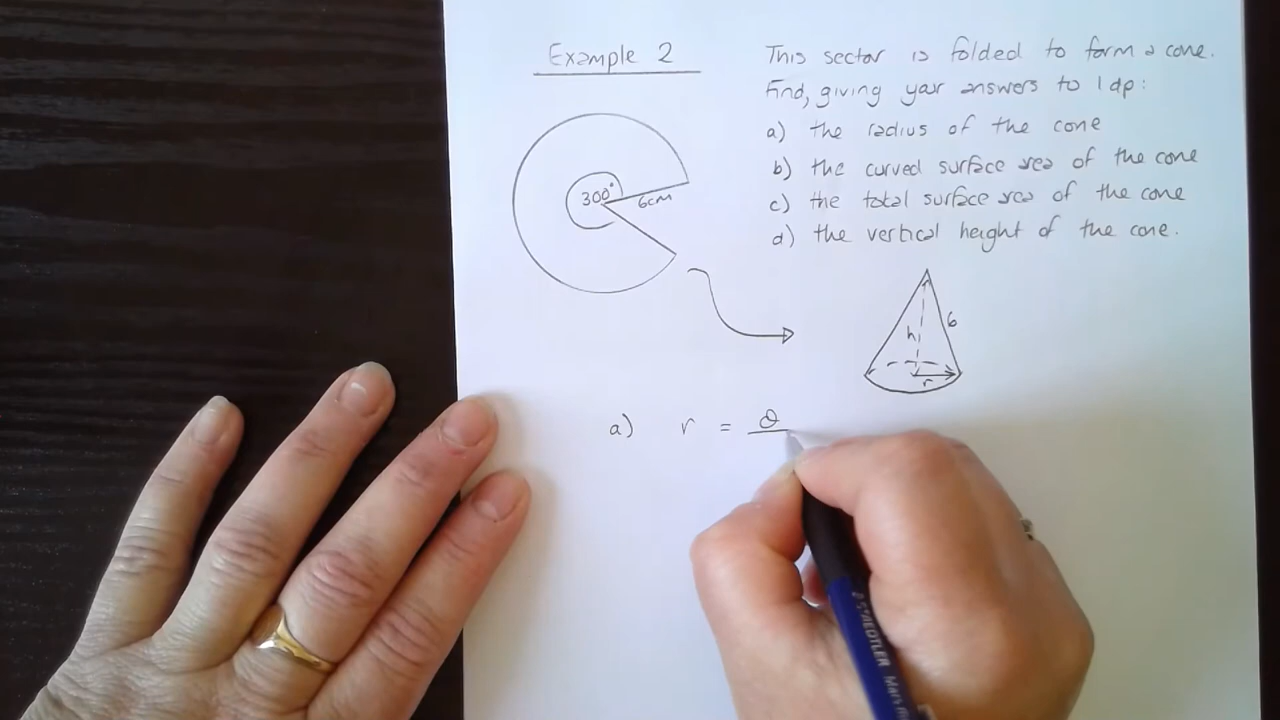 Example 2
This sector is folded to form a cone.
Find, giving your answers to 1dp:
a) the radius of the cone
b) the curved surface area of the cone
c) the total surface area of the cone
d) the vertical height of the cone.
300°
6cm
h
6
r
a) r = θ
STAEDTLER